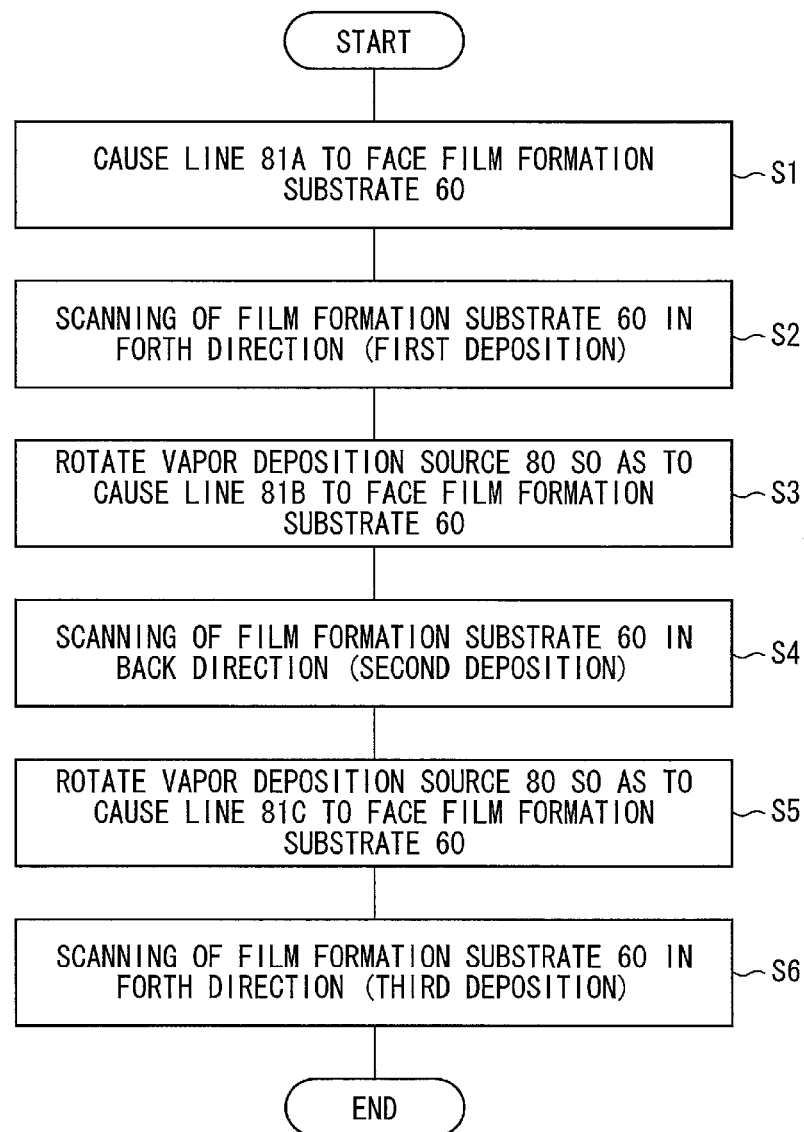 START
CAUSE LINE 81A TO FACE FILM FORMATION
SUBSTRATE 60
S1
SCANNING OF FILM FORMATION SUBSTRATE 60 IN
FORTH DIRECTION (FIRST DEPOSITION)
S2
ROTATE VAPOR DEPOSITION SOURCE 80 SO AS TO
CAUSE LINE 81B TO FACE FILM FORMATION
SUBSTRATE 60
S3
SCANNING OF FILM FORMATION SUBSTRATE 60 IN
BACK DIRECTION (SECOND DEPOSITION)
S4
ROTATE VAPOR DEPOSITION SOURCE 80 SO AS TO
CAUSE LINE 81C TO FACE FILM FORMATION
SUBSTRATE 60
S5
SCANNING OF FILM FORMATION SUBSTRATE 60 IN
FORTH DIRECTION (THIRD DEPOSITION)
S6
END